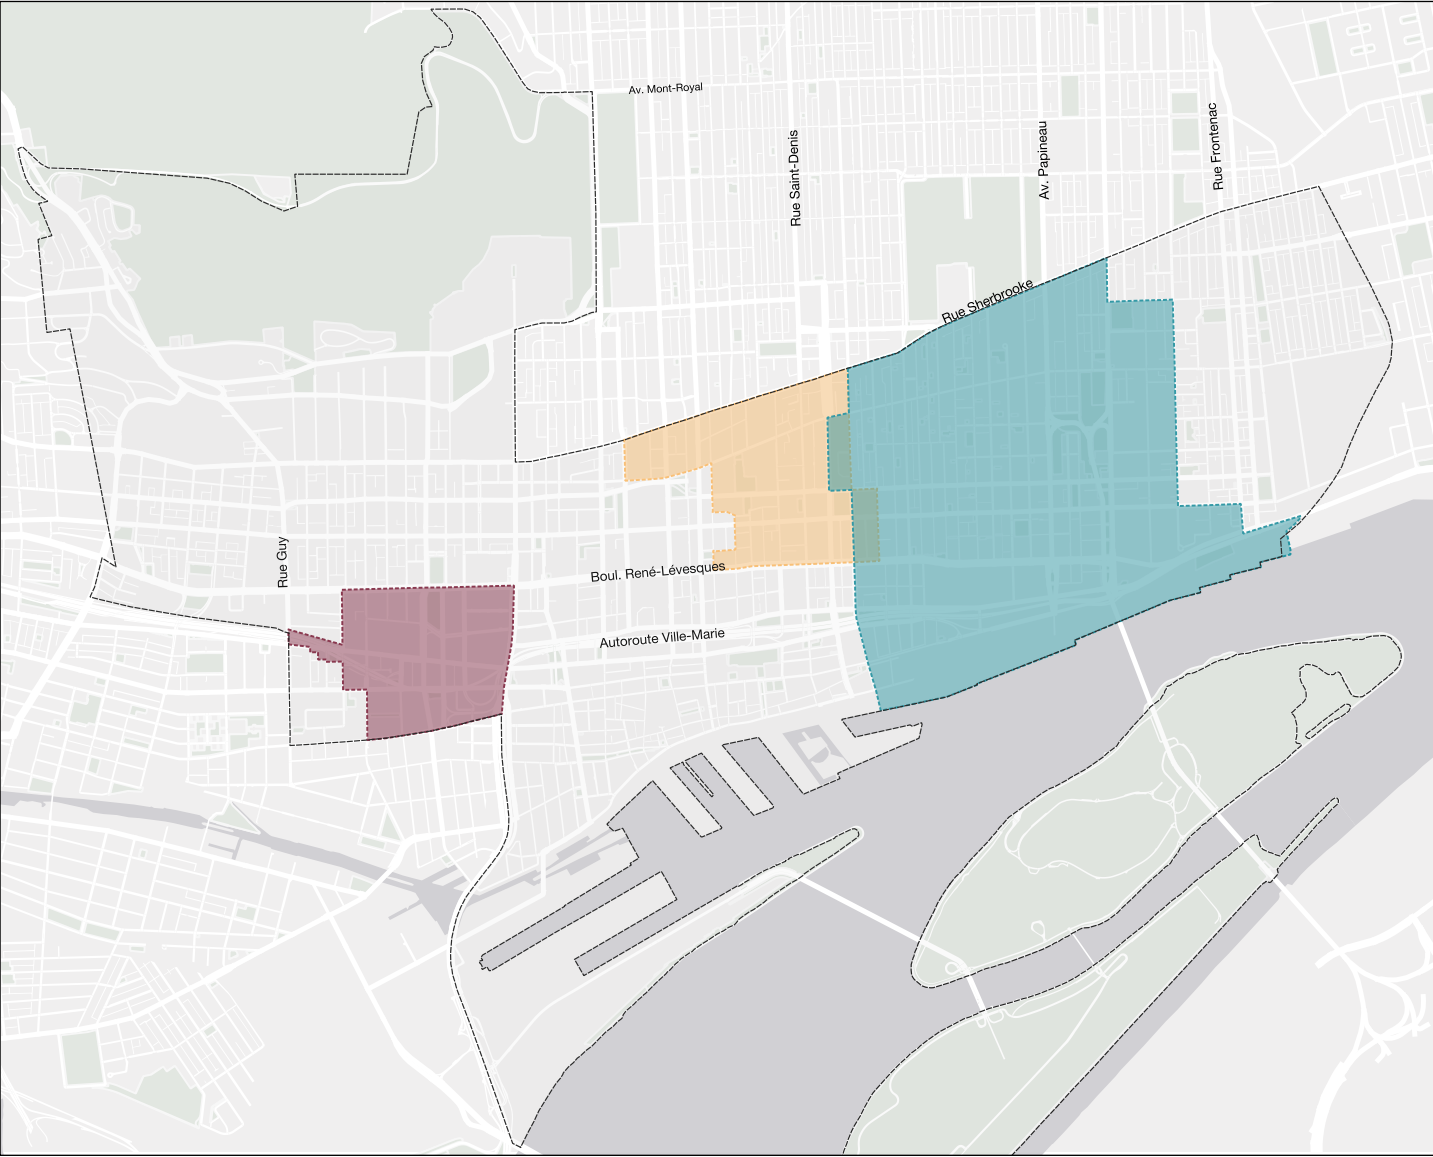 Av. Mont-Royal
Rue Saint-Denis
Av. Papineau
Rue Frontenac
Rue Sherbrooke
Rue Guy
Boul. René-Lévesques
Autoroute Ville-Marie